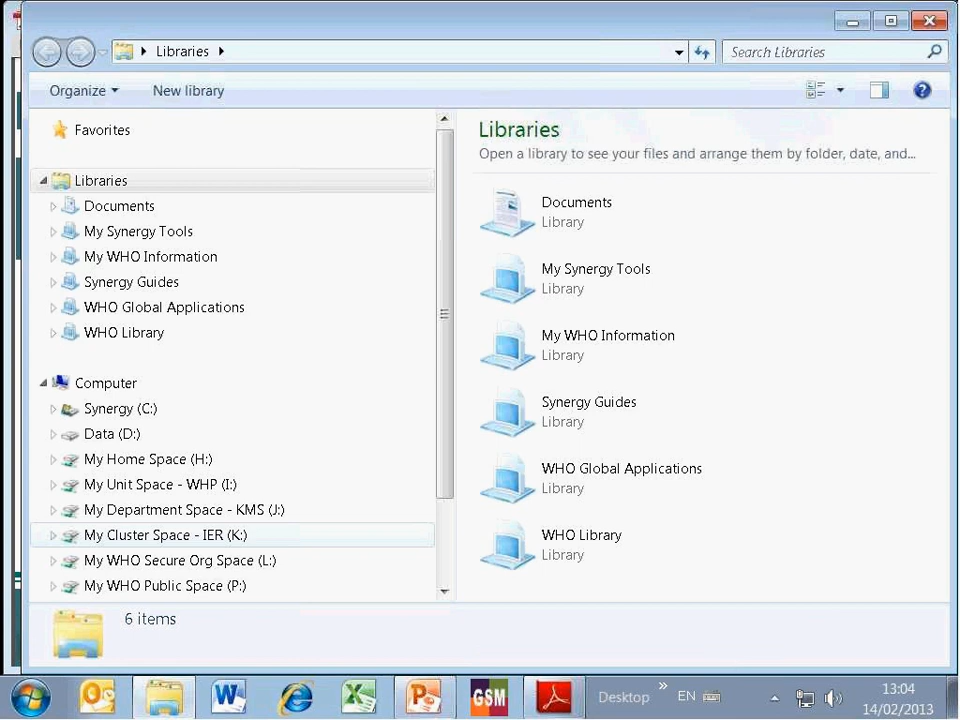 Libraries
Search Libraries
Organize
New library
Favorites
Libraries
Documents
My Synergy Tools
My WHO Information
Synergy Guides
WHO Global Applications
WHO Library
Computer
Synergy (C:)
Data (D:)
My Home Space (H:)
My Unit Space - WHP (I:)
My Department Space - KMS (J:)
My Cluster Space - IER (K:)
My WHO Secure Org Space (L:)
My WHO Public Space (P:)
Libraries
Open a library to see your files and arrange them by folder, date, and...
Documents
Library
My Synergy Tools
Library
My WHO Information
Library
Synergy Guides
Library
WHO Global Applications
Library
WHO Library
Library
6 items
GSM
Desktop
EN
13:04
14/02/2013